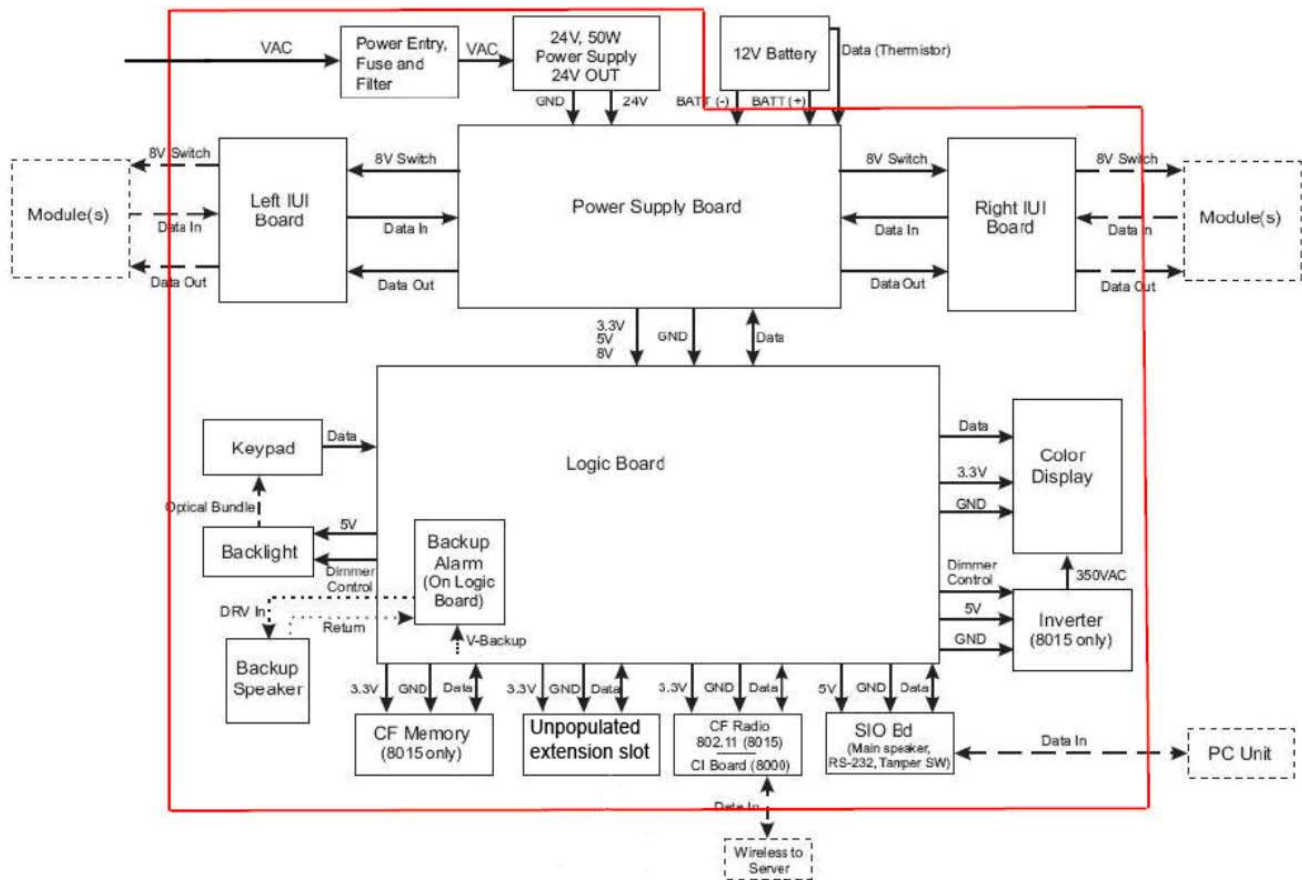 VAC
Power Entry,
Fuse and
Filter
VAC
24V, 50W
Power Supply
24V OUT
12V Battery
Data (Thermistor)
GND
24V
BATT (-)
BATT (+)
8V Switch
8V Switch
8V Switch
8V Switch
Module(s)
Left IUI
Board
Power Supply Board
Right IUI
Board
Module(s)
Data In
Data In
Data In
Data In
Data Out
Data Out
Data Out
Data Out
3.3V
5V
8V
GND
Data
Keypad
Data
Logic Board
Data
3.3V
GND
Color
Display
Optical Bundle
Backlight
5V
Dimmer
Control
Backup
Alarm
(On Logic
Board)
DRV In
Return
V-Backup
Backup
Speaker
Dimmer
Control
5V
GND
350VAC
Inverter
(8015 only)
3.3V
GND
Data
3.3V
GND
Data
3.3V
GND
Data
5V
GND
Data
CF Memory
(8015 only)
Unpopulated
extension slot
CF Radio
802.11 (8015)
CI Board (8000)
SIO Bd
(Main speaker,
RS-232, Tamper SW)
Data In
PC Unit
Data In
Wireless to
Server